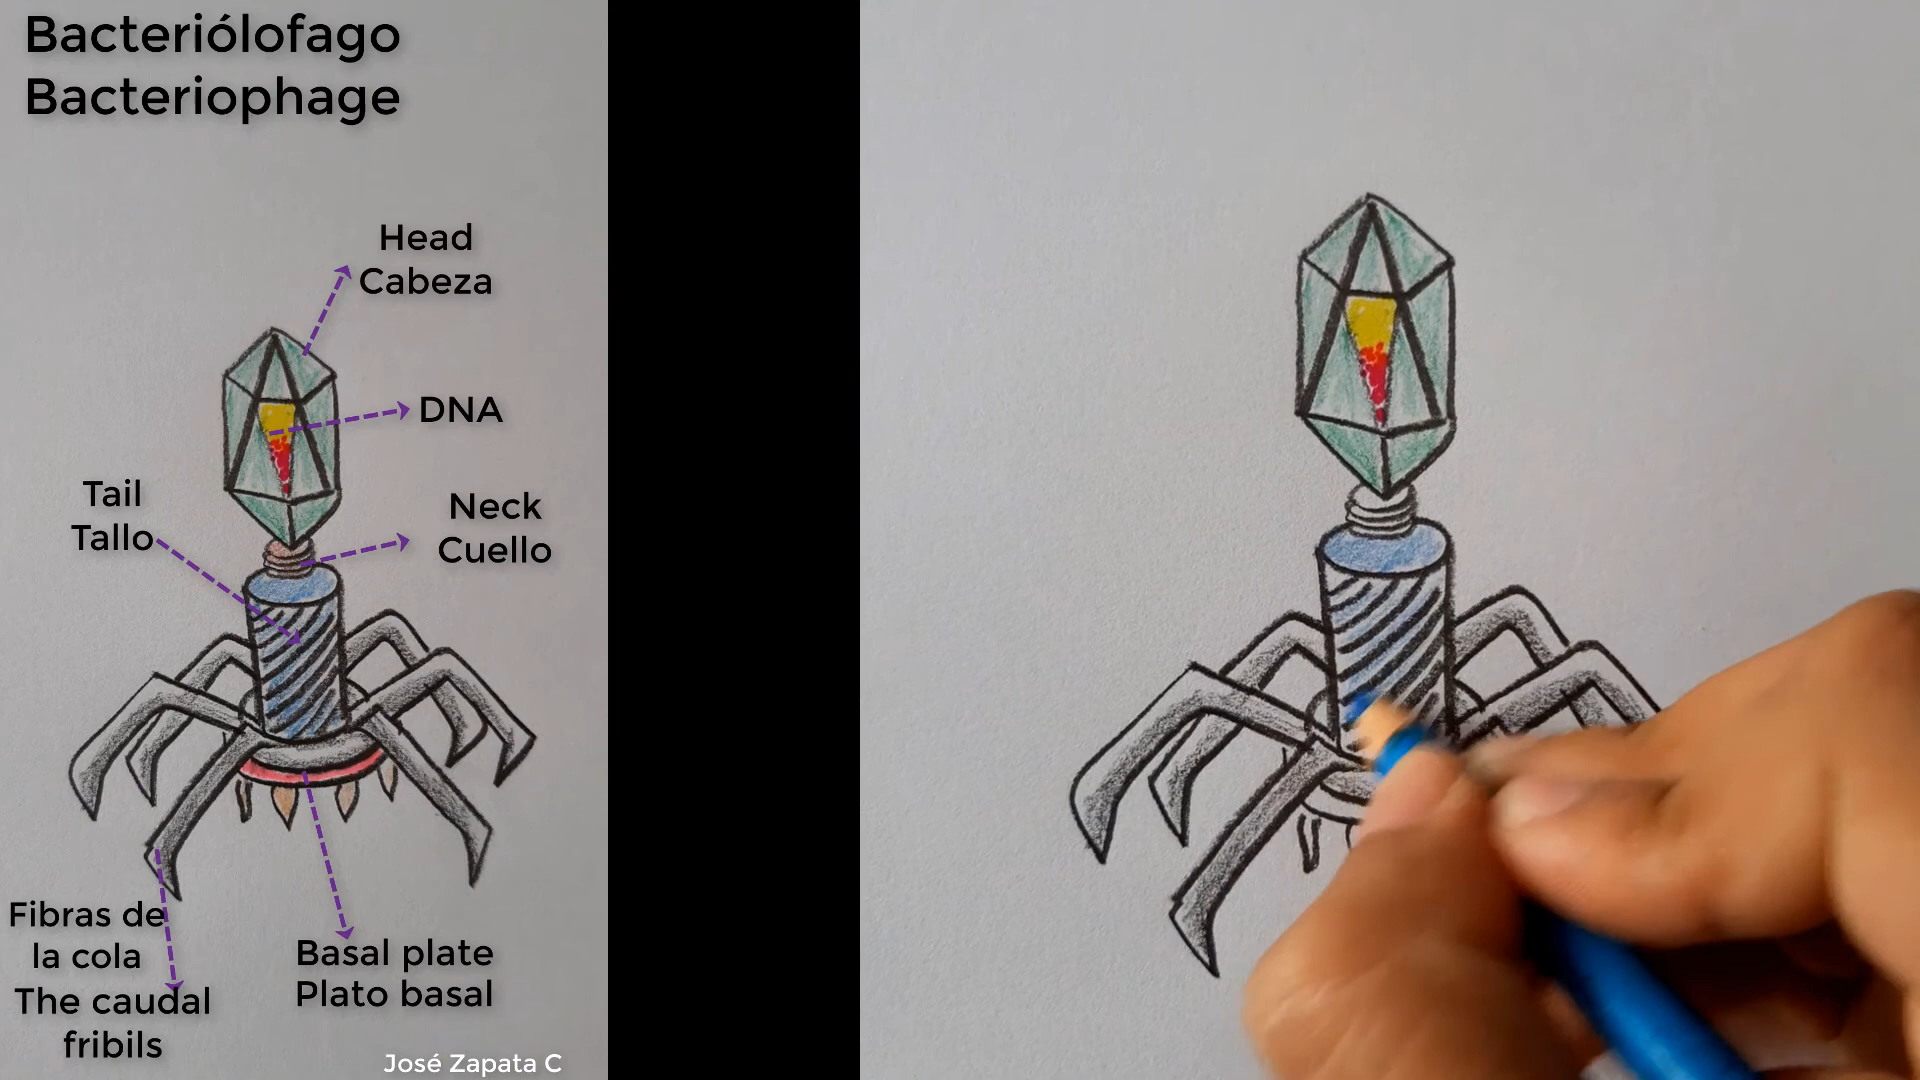 Bacteriólofago
Bacteriophage
Head
Cabeza
DNA
Tail
Tallo
Neck
Cuello
Fibras de
la cola
The caudal
fribils
Basal plate
Plato basal
José Zapata C